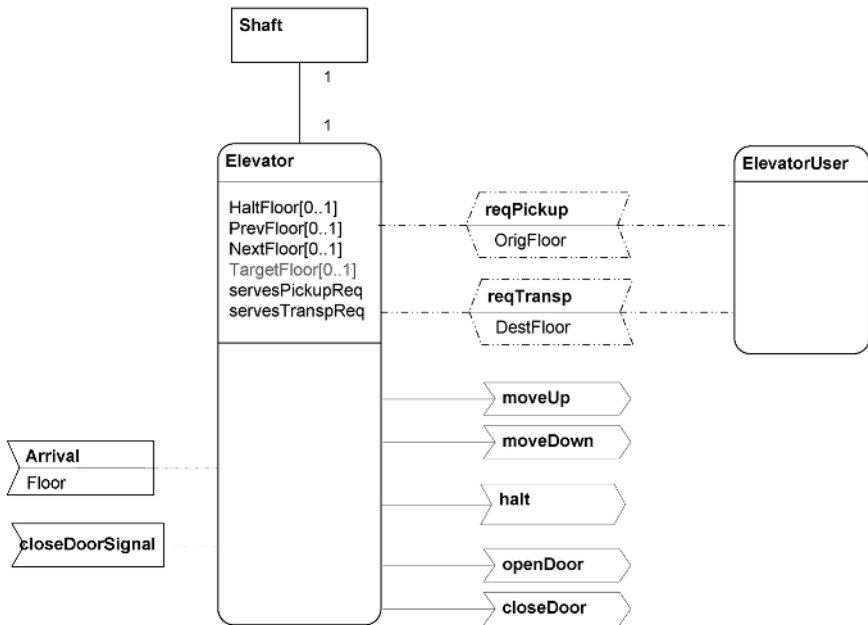 Shaft
1
1
Elevator
HaltFloor[0..1]
PrevFloor[0..1]
NextFloor[0..1]
TargetFloor[0..1]
servesPickupReq
servesTranspReq
reqPickup
OrigFloor
reqTransp
DestFloor
ElevatorUser
moveUp
moveDown
halt
openDoor
closeDoor
Arrival
Floor
closeDoorSignal